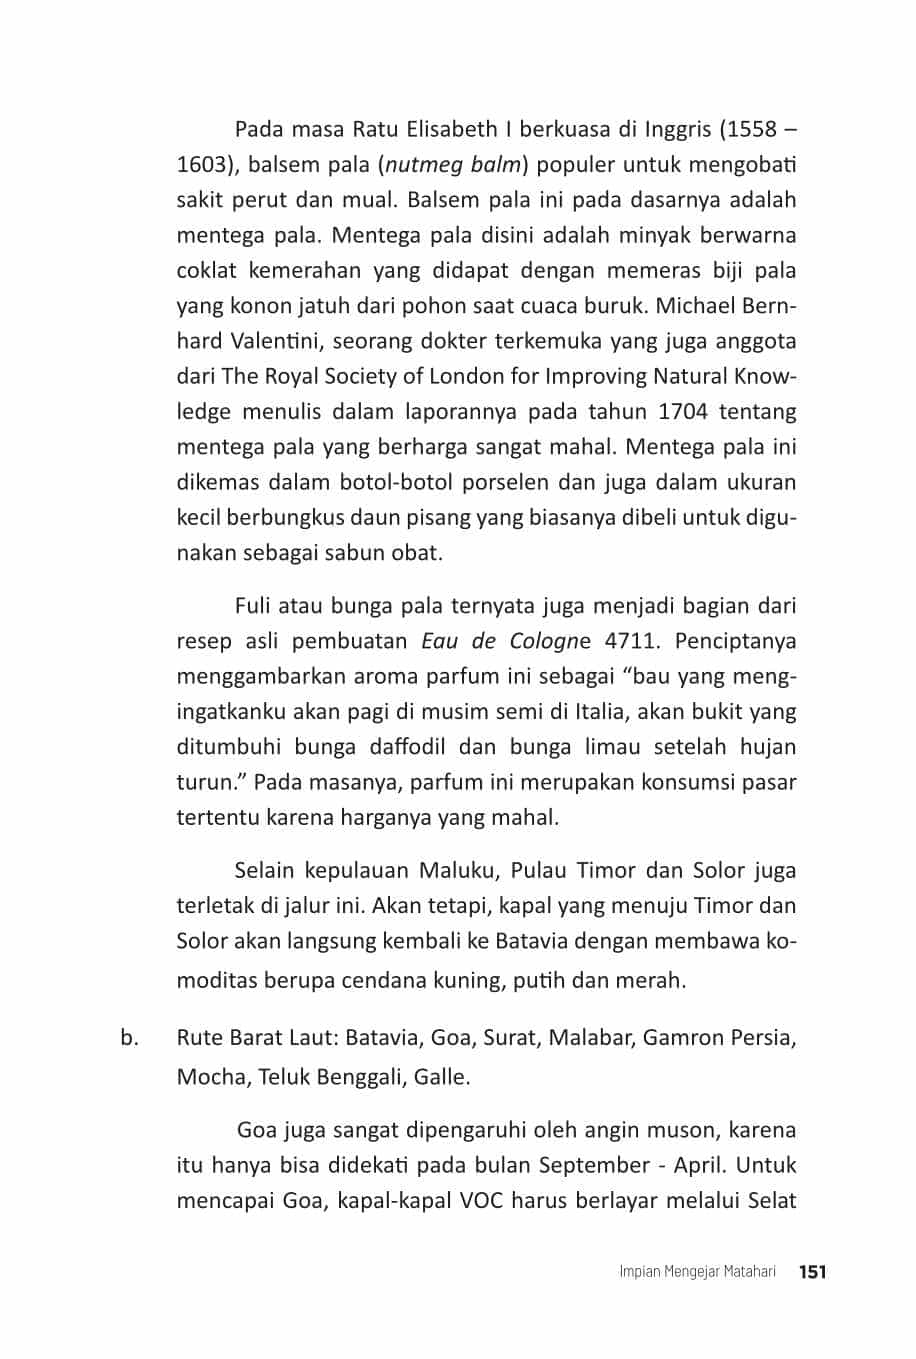 Pada masa Ratu Elisabeth I berkuasa di Inggris (1558 –
1603), balsem pala (nutmeg balm) populer untuk mengobati
sakit perut dan mual. Balsem pala ini pada dasarnya adalah
mentega pala. Mentega pala disini adalah minyak berwarna
coklat kemerahan yang didapat dengan memeras biji pala
yang konon jatuh dari pohon saat cuaca buruk. Michael Bern-
hard Valentini, seorang dokter terkemuka yang juga anggota
dari The Royal Society of London for Improving Natural Know-
ledge menulis dalam laporannya pada tahun 1704 tentang
mentega pala yang berharga sangat mahal. Mentega pala ini
dikemas dalam botol-botol porselen dan juga dalam ukuran
kecil berbungkus daun pisang yang biasanya dibeli untuk digu-
nakan sebagai sabun obat.
Fuli atau bunga pala ternyata juga menjadi bagian dari
resep asli pembuatan Eau de Cologne 4711. Penciptanya
menggambarkan aroma parfum ini sebagai “bau yang meng-
ingatkanku akan pagi di musim semi di Italia, akan bukit yang
ditumbuhi bunga daffodil dan bunga limau setelah hujan
turun.” Pada masanya, parfum ini merupakan konsumsi pasar
tertentu karena harganya yang mahal.
Selain kepulauan Maluku, Pulau Timor dan Solor juga
terletak di jalur ini. Akan tetapi, kapal yang menuju Timor dan
Solor akan langsung kembali ke Batavia dengan membawa ko-
moditas berupa cendana kuning, putih dan merah.
b. Rute Barat Laut: Batavia, Goa, Surat, Malabar, Gamron Persia,
Mocha, Teluk Benggali, Galle.
Goa juga sangat dipengaruhi oleh angin muson, karena
itu hanya bisa didekati pada bulan September - April. Untuk
mencapai Goa, kapal-kapal VOC harus berlayar melalui Selat
Impian Mengejar Matahari 151